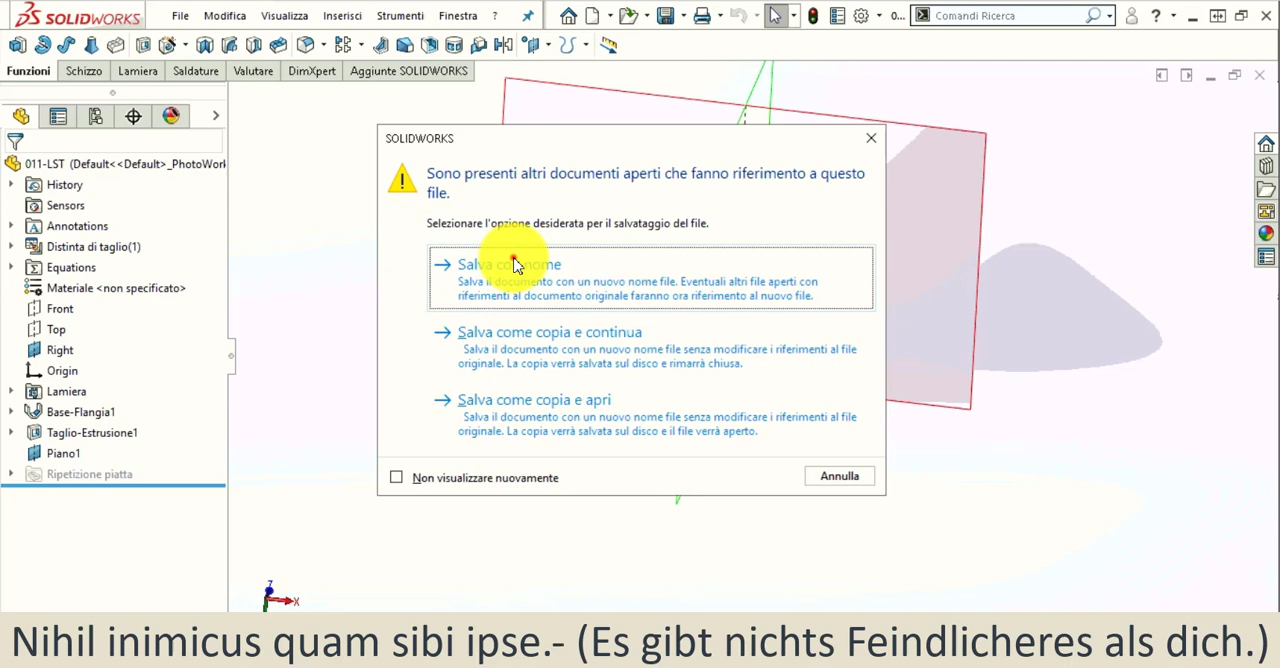 SOLIDWORKS File Modifica Visualizza Inserisci Strumenti Finestra ? 0... Comandi Ricerca ?
Funzioni Schizzo Lamiera Saldature Valutare DimXpert Aggiunte SOLIDWORKS
011-LST (Default<<Default>_PhotoWork
History
Sensors
Annotations
Distinta di taglio(1)
Equations
Materiale <non specificato>
Front
Top
Right
Origin
Lamiera
Base-Flangia1
Taglio-Estrusione1
Piano1
Ripetizione piatta
SOLIDWORKS
Sono presenti altri documenti aperti che fanno riferimento a questo
file.
Selezionare l'opzione desiderata per il salvataggio del file.
Salva con nome
Salva il documento con un nuovo nome file. Eventuali altri file aperti con
riferimenti al documento originale faranno ora riferimento al nuovo file.
Salva come copia e continua
Salva il documento con un nuovo nome file senza modificare i riferimenti al file
originale. La copia verrà salvata sul disco e rimarrà chiusa.
Salva come copia e apri
Salva il documento con un nuovo nome file senza modificare i riferimenti al file
originale. La copia verrà salvata sul disco e il file verrà aperto.
Non visualizzare nuovamente Annulla
Z
X
Nihil inimicus quam sibi ipse.- (Es gibt nichts Feindlicheres als dich.)